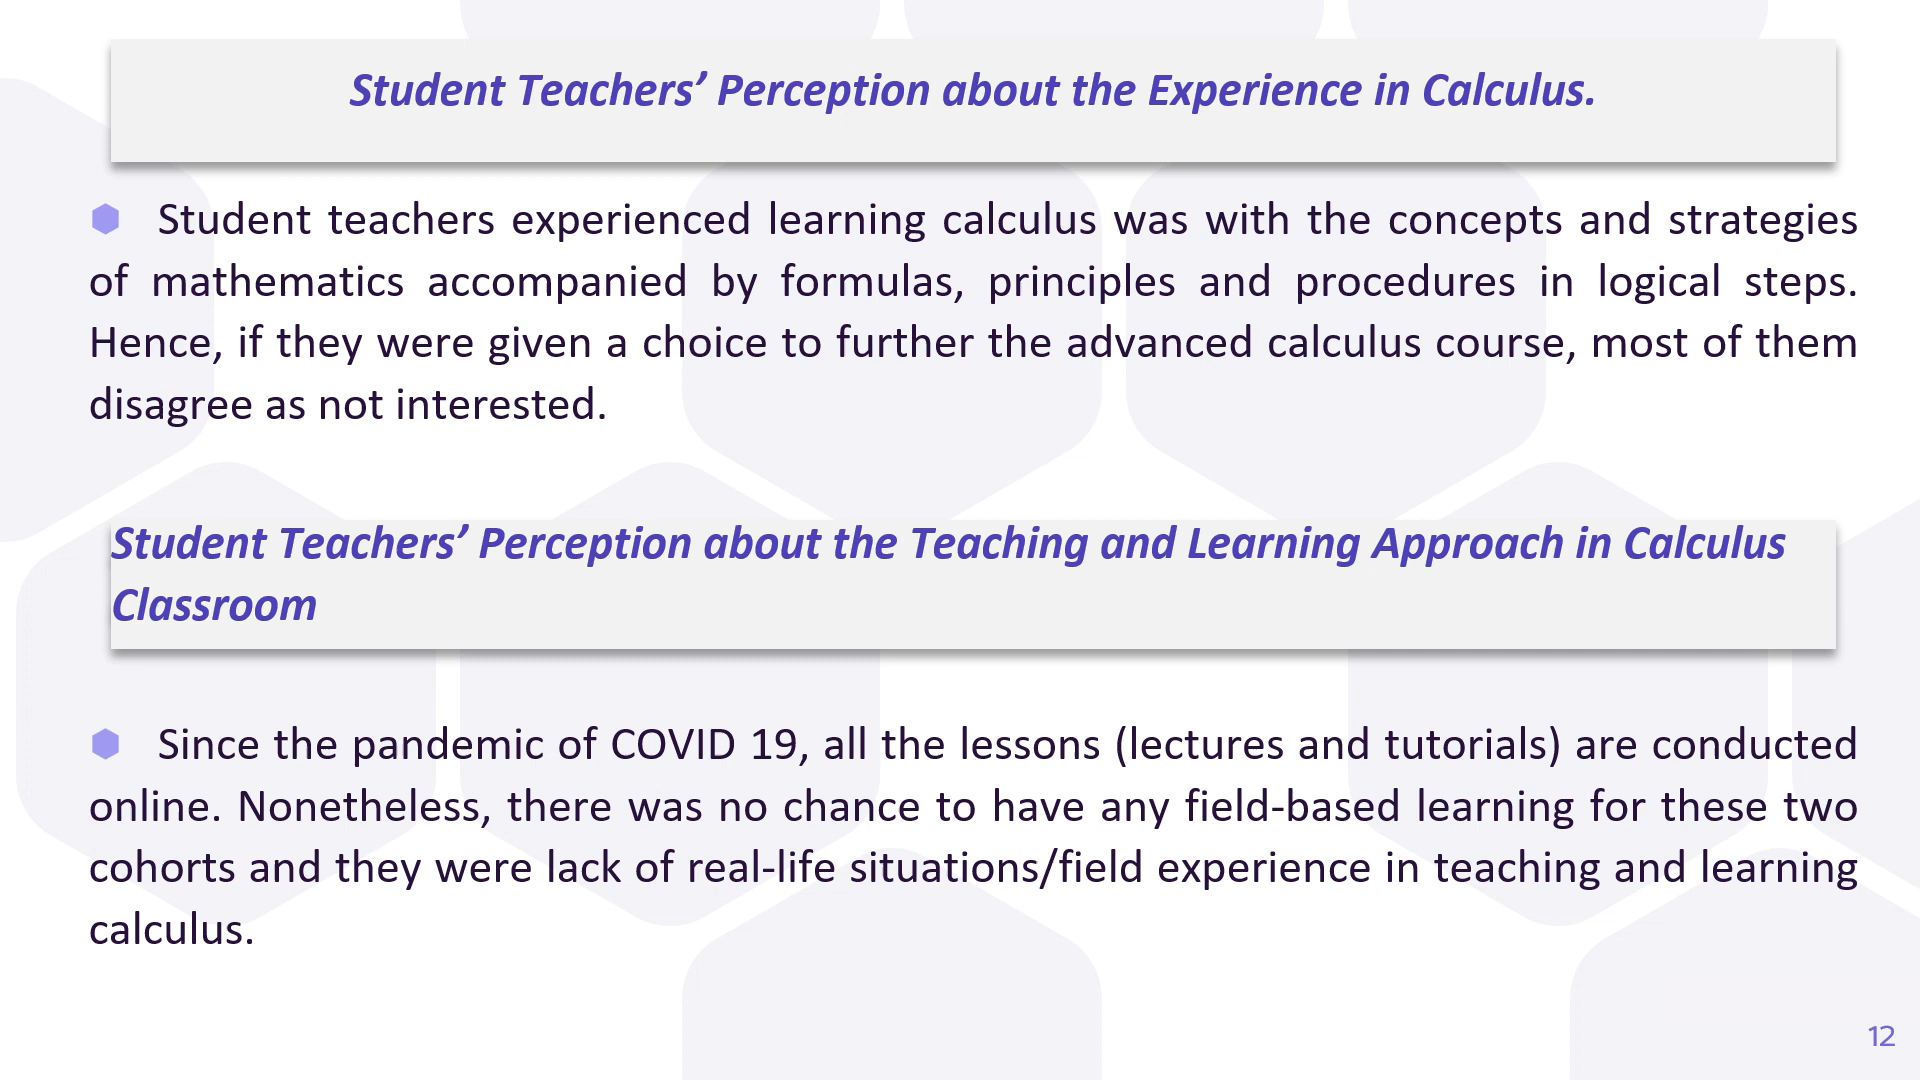 Student Teachers’ Perception about the Experience in Calculus.
Student teachers experienced learning calculus was with the concepts and strategies
of mathematics accompanied by formulas, principles and procedures in logical steps.
Hence, if they were given a choice to further the advanced calculus course, most of them
disagree as not interested.
Student Teachers’ Perception about the Teaching and Learning Approach in Calculus
Classroom
Since the pandemic of COVID 19, all the lessons (lectures and tutorials) are conducted
online. Nonetheless, there was no chance to have any field-based learning for these two
cohorts and they were lack of real-life situations/field experience in teaching and learning
calculus.
12